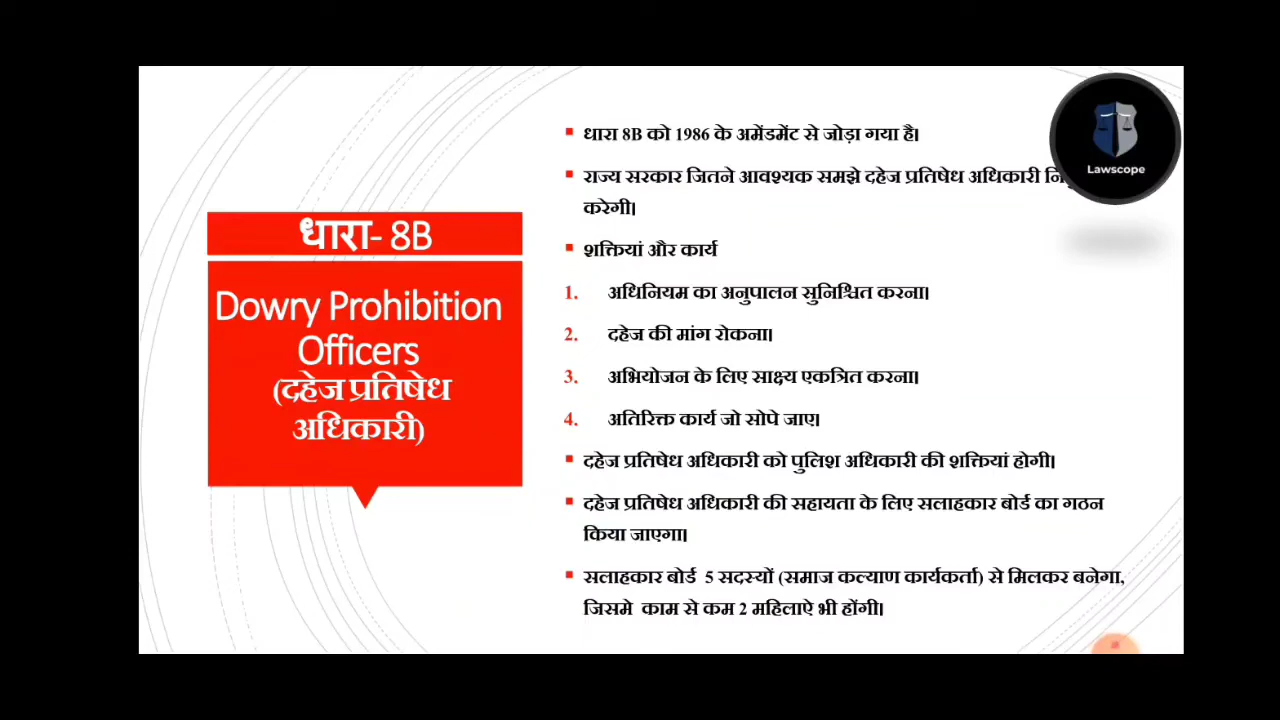 धारा- 8B
Dowry Prohibition
Officers
(दहेज प्रतिषेध
अधिकारी)
▪ धारा 8B को 1986 के अमेंडमेंट से जोड़ा गया है।
▪ राज्य सरकार जितने आवश्यक समझे दहेज प्रतिषेध अधिकारी
करेगी।
▪ शक्तियां और कार्य
1. अधिनियम का अनुपालन सुनिश्चित करना।
2. दहेज की मांग रोकना।
3. अभियोजन के लिए साक्ष्य एकत्रित करना।
4. अतिरिक्त कार्य जो सोपे जाए।
▪ दहेज प्रतिषेध अधिकारी को पुलिश अधिकारी की शक्तियां होगी।
▪ दहेज प्रतिषेध अधिकारी की सहायता के लिए सलाहकार बोर्ड का गठन
किया जाएगा।
▪ सलाहकार बोर्ड 5 सदस्यों (समाज कल्याण कार्यकर्ता) से मिलकर बनेगा,
जिसमे काम से कम 2 महिलाऐ भी होंगी।
Lawscope